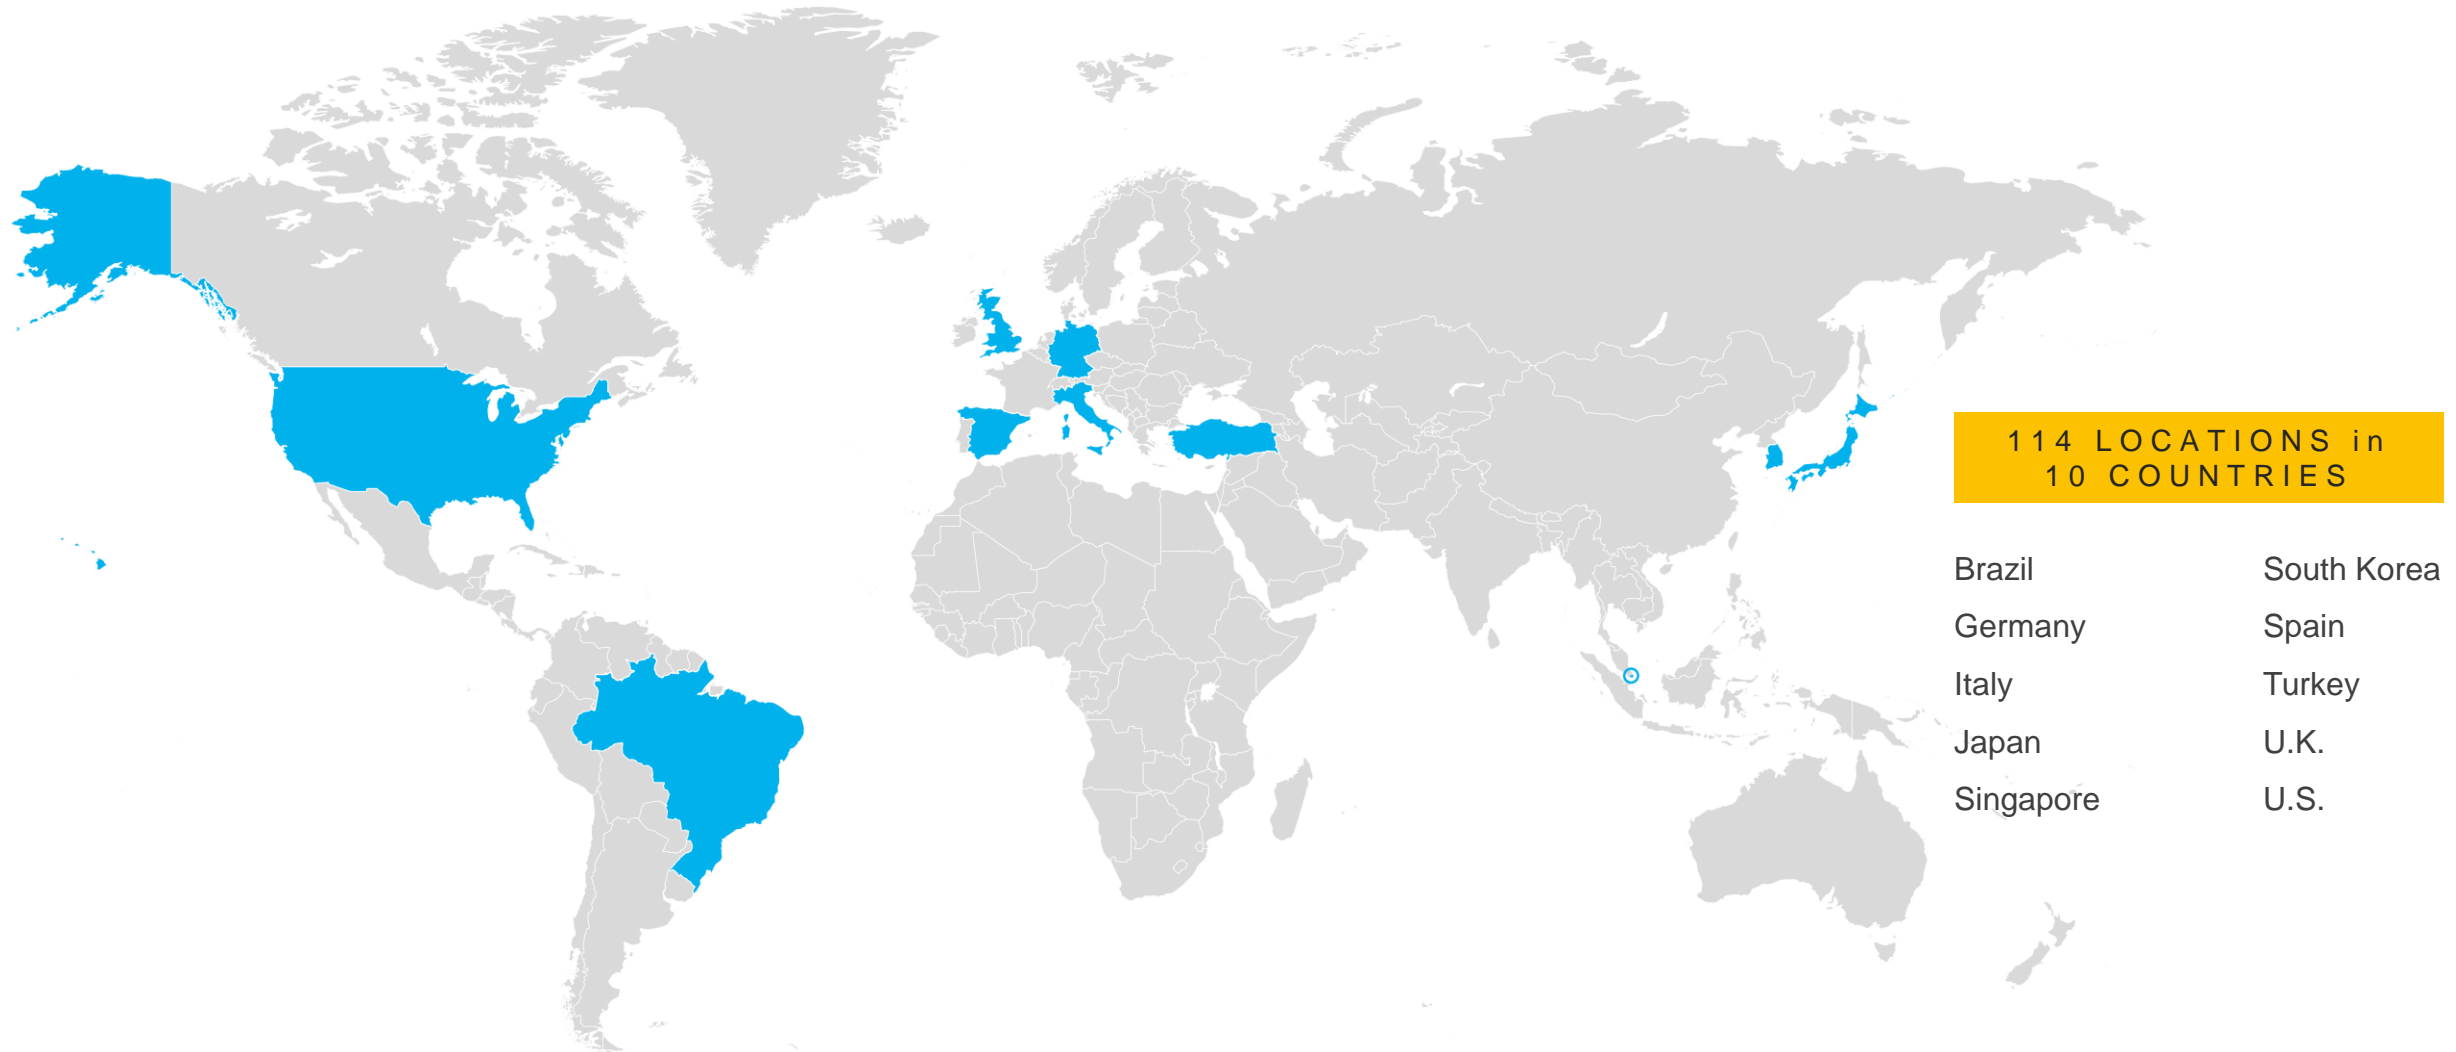 114 LOCATIONS in
10 COUNTRIES
Brazil
Germany
Italy
Japan
Singapore
South Korea
Spain
Turkey
U.K.
U.S.